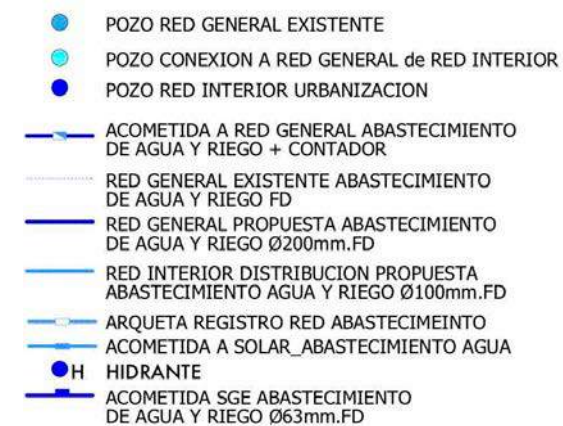 POZO RED GENERAL EXISTENTE
POZO CONEXION A RED GENERAL de RED INTERIOR
POZO RED INTERIOR URBANIZACION
ACOMETIDA A RED GENERAL ABASTECIMIENTO
DE AGUA Y RIEGO + CONTADOR
RED GENERAL EXISTENTE ABASTECIMIENTO
DE AGUA Y RIEGO FD
RED GENERAL PROPUESTA ABASTECIMIENTO
DE AGUA Y RIEGO Ø200mm.FD
RED INTERIOR DISTRIBUCION PROPUESTA
ABASTECIMIENTO AGUA Y RIEGO Ø100mm.FD
ARQUETA REGISTRO RED ABASTECIMEINTO
ACOMETIDA A SOLAR_ABASTECIMIENTO AGUA
H HIDRANTE
ACOMETIDA SGE ABASTECIMIENTO
DE AGUA Y RIEGO Ø63mm.FD